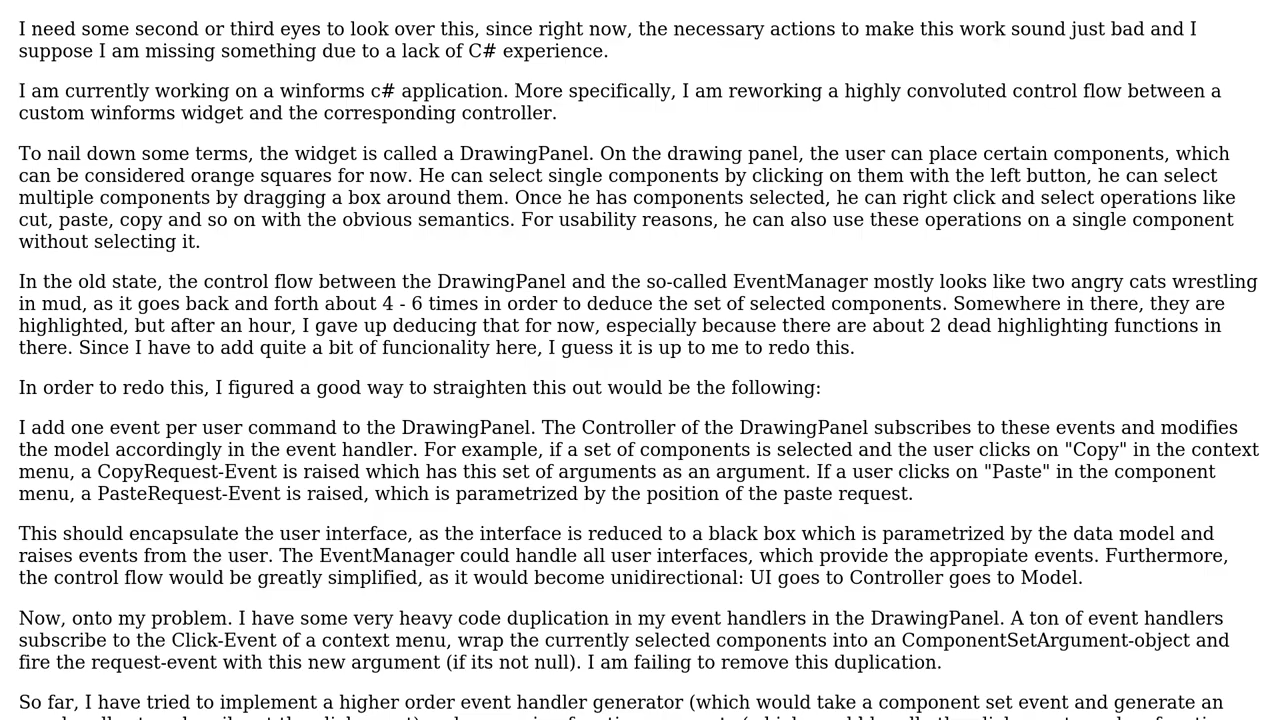 I need some second or third eyes to look over this, since right now, the necessary actions to make this work sound just bad and I
suppose I am missing something due to a lack of C# experience.
I am currently working on a winforms c# application. More specifically, I am reworking a highly convoluted control flow between a
custom winforms widget and the corresponding controller.
To nail down some terms, the widget is called a DrawingPanel. On the drawing panel, the user can place certain components, which
can be considered orange squares for now. He can select single components by clicking on them with the left button, he can select
multiple components by dragging a box around them. Once he has components selected, he can right click and select operations like
cut, paste, copy and so on with the obvious semantics. For usability reasons, he can also use these operations on a single component
without selecting it.
In the old state, the control flow between the DrawingPanel and the so-called EventManager mostly looks like two angry cats wrestling
in mud, as it goes back and forth about 4 - 6 times in order to deduce the set of selected components. Somewhere in there, they are
highlighted, but after an hour, I gave up deducing that for now, especially because there are about 2 dead highlighting functions in
there. Since I have to add quite a bit of funcionality here, I guess it is up to me to redo this.
In order to redo this, I figured a good way to straighten this out would be the following:
I add one event per user command to the DrawingPanel. The Controller of the DrawingPanel subscribes to these events and modifies
the model accordingly in the event handler. For example, if a set of components is selected and the user clicks on "Copy" in the context
menu, a CopyRequest-Event is raised which has this set of arguments as an argument. If a user clicks on "Paste" in the component
menu, a PasteRequest-Event is raised, which is parametrized by the position of the paste request.
This should encapsulate the user interface, as the interface is reduced to a black box which is parametrized by the data model and
raises events from the user. The EventManager could handle all user interfaces, which provide the appropiate events. Furthermore,
the control flow would be greatly simplified, as it would become unidirectional: UI goes to Controller goes to Model.
Now, onto my problem. I have some very heavy code duplication in my event handlers in the DrawingPanel. A ton of event handlers
subscribe to the Click-Event of a context menu, wrap the currently selected components into an ComponentSetArgument-object and
fire the request-event with this new argument (if its not null). I am failing to remove this duplication.
So far, I have tried to implement a higher order event handler generator (which would take a component set event and generate an